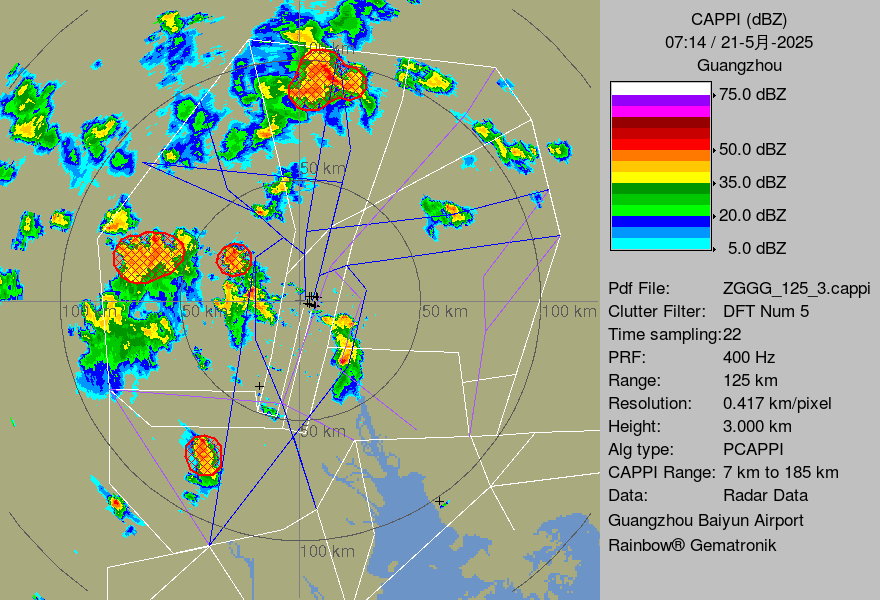 CAPPI (dBZ)
07:14 / 21-5月-2025
Guangzhou
75.0 dBZ
50.0 dBZ
35.0 dBZ
20.0 dBZ
5.0 dBZ
Pdf File: ZGGG_125_3.cappi
Clutter Filter: DFT Num 5
Time sampling:22
PRF: 400 Hz
Range: 125 km
Resolution: 0.417 km/pixel
Height: 3.000 km
Alg type: PCAPPI
CAPPI Range: 7 km to 185 km
Data: Radar Data
Guangzhou Baiyun Airport
Rainbow® Gematronik
100 km
50 km
100 km
50 km
50 km
100 km
50 km
100 km